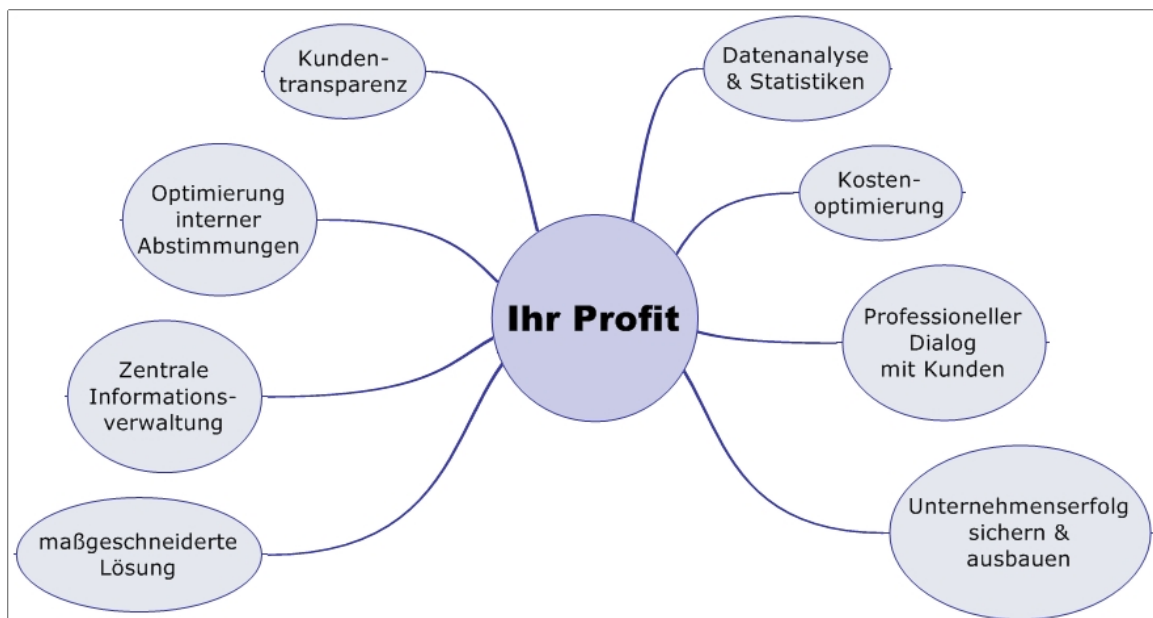 Kunden-
transparenz
Datenanalyse
& Statistiken
Optimierung
interner
Abstimmungen
Kosten-
optimierung
Ihr Profit
Professioneller
Dialog
mit Kunden
Zentrale
Informations-
verwaltung
Unternehmenserfolg
sichern &
ausbauen
maßgeschneiderte
Lösung